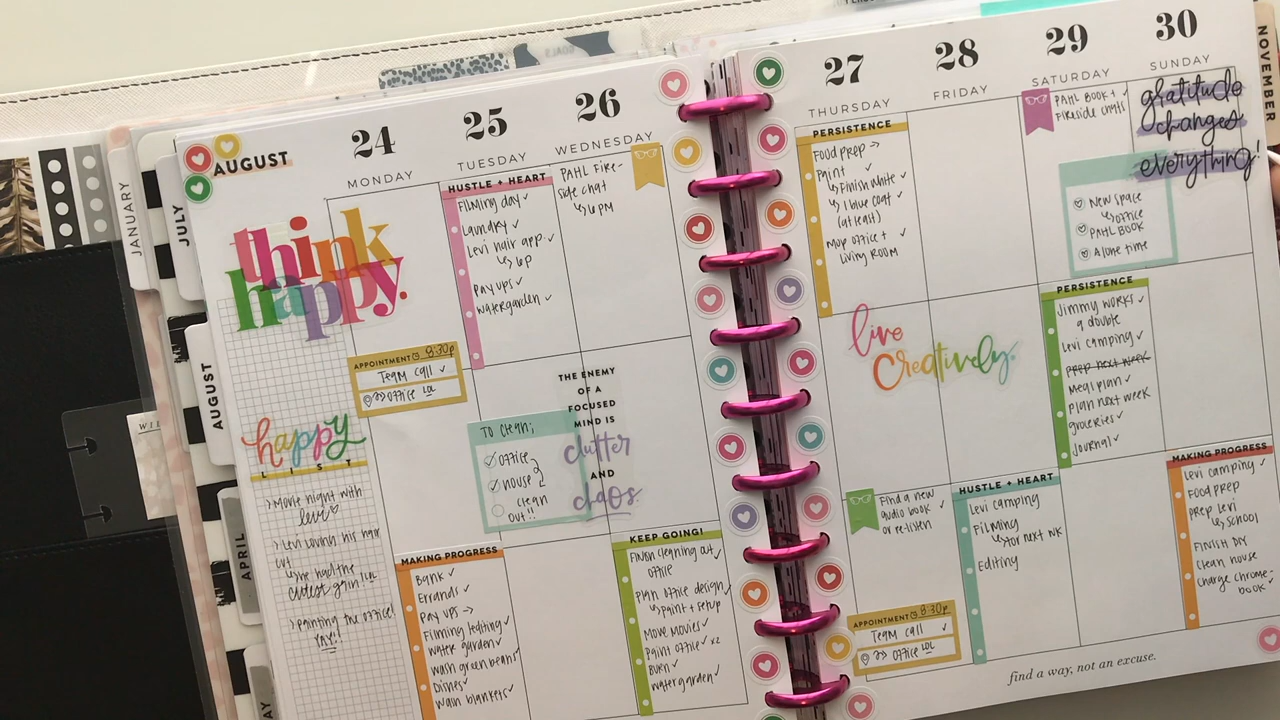 AUGUST
think
happy.
happy
LIST
> Movie night with
levi
> Levi loving his hair
cut
↳ he had the
cutest grin lol
> painting the office!
yay!!
24
MONDAY
APPOINTMENT 8:30p
Team call ✓
office lol
MAKING PROGRESS
Bank ✓
Errands ✓
Pay ups →
Filming/editing ✓
water garden ✓
wash green beans ✓
Dishes ✓
wash blankets ✓
25
TUESDAY
HUSTLE + HEART
Filming day ✓
Laundry ✓
Levi hair app. ✓
↳ 6p
Pay ups ✓
watergarden ✓
To clean;
office
house
clean
out!!
26
WEDNESDAY
PAHL Fire-
side chat
↳ 6PM
THE ENEMY
OF A
FOCUSED
MIND IS
clutter
AND
chaos
KEEP GOING!
Finish cleaning out ✓
office
plan office design ✓
↳ paint + setup
Move movies ✓
Paint office ✓ x2
Burn ✓
watergarden ✓
27
THURSDAY
PERSISTENCE
Food prep →
Paint ✓
↳ Finish white ✓
↳ 1 blue coat ✓
(at least)
Mop office + ✓
Living room
live
creatively.
Find a new
audio book ✓
or re-listen
APPOINTMENT 8:30p
Team call ✓
office lol
28
FRIDAY
HUSTLE + HEART
Levi camping
Filming
↳ for next wk
Editing
29
SATURDAY
PAHL BOOK +
Fireside chats
PERSISTENCE
Jimmy works ✓
a double
Levi camping ✓
prep next week
Meal plan ✓
plan next week
groceries ✓
Journal ✓
30
SUNDAY
gratitude
changes
everything!
New space
↳ office
PAHL BOOK
Alone time
MAKING PROGRESS
Levi camping ✓
Food prep
prep Levi
↳ school
Finish DIY
Clean house
Charge chrome-
book ✓
find a way, not an excuse.
JANUARY
JULY
AUGUST
APRIL
NOVEMBER